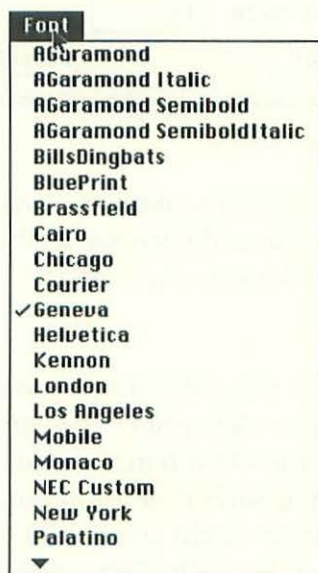 Font
AGaramond
AGaramond Italic
AGaramond Semibold
AGaramond SemiboldItalic
BillsDingbats
BluePrint
Brassfield
Cairo
Chicago
Courier
✓Geneva
Helvetica
Kennon
London
Los Angeles
Mobile
Monaco
NEC Custom
New York
Palatino